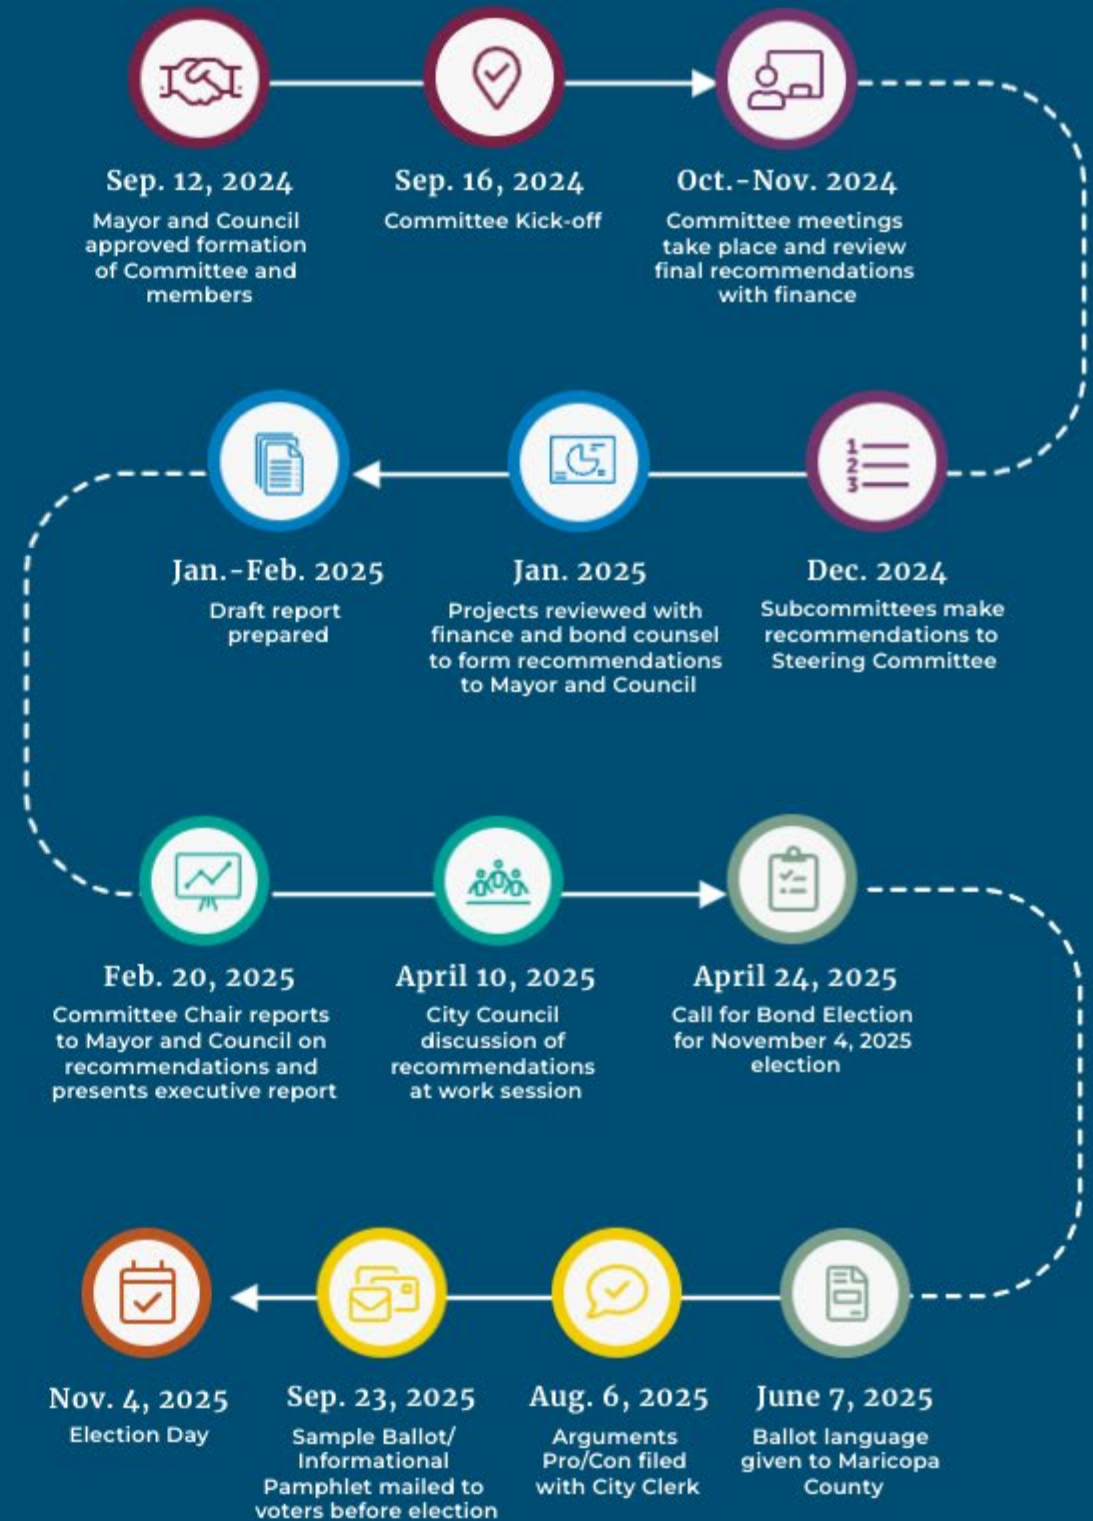 Sep. 12, 2024
Mayor and Council
approved formation
of Committee and
members
Sep. 16, 2024
Committee Kick-off
Oct.-Nov. 2024
Committee meetings
take place and review
final recommendations
with finance
1
2
3
Dec. 2024
Subcommittees make
recommendations to
Steering Committee
Jan. 2025
Projects reviewed with
finance and bond counsel
to form recommendations
to Mayor and Council
Jan.-Feb. 2025
Draft report
prepared
Feb. 20, 2025
Committee Chair reports
to Mayor and Council on
recommendations and
presents executive report
April 10, 2025
City Council
discussion of
recommendations
at work session
April 24, 2025
Call for Bond Election
for November 4, 2025
election
June 7, 2025
Ballot language
given to Maricopa
County
Aug. 6, 2025
Arguments
Pro/Con filed
with City Clerk
Sep. 23, 2025
Sample Ballot/
Informational
Pamphlet mailed to
voters before election
Nov. 4, 2025
Election Day